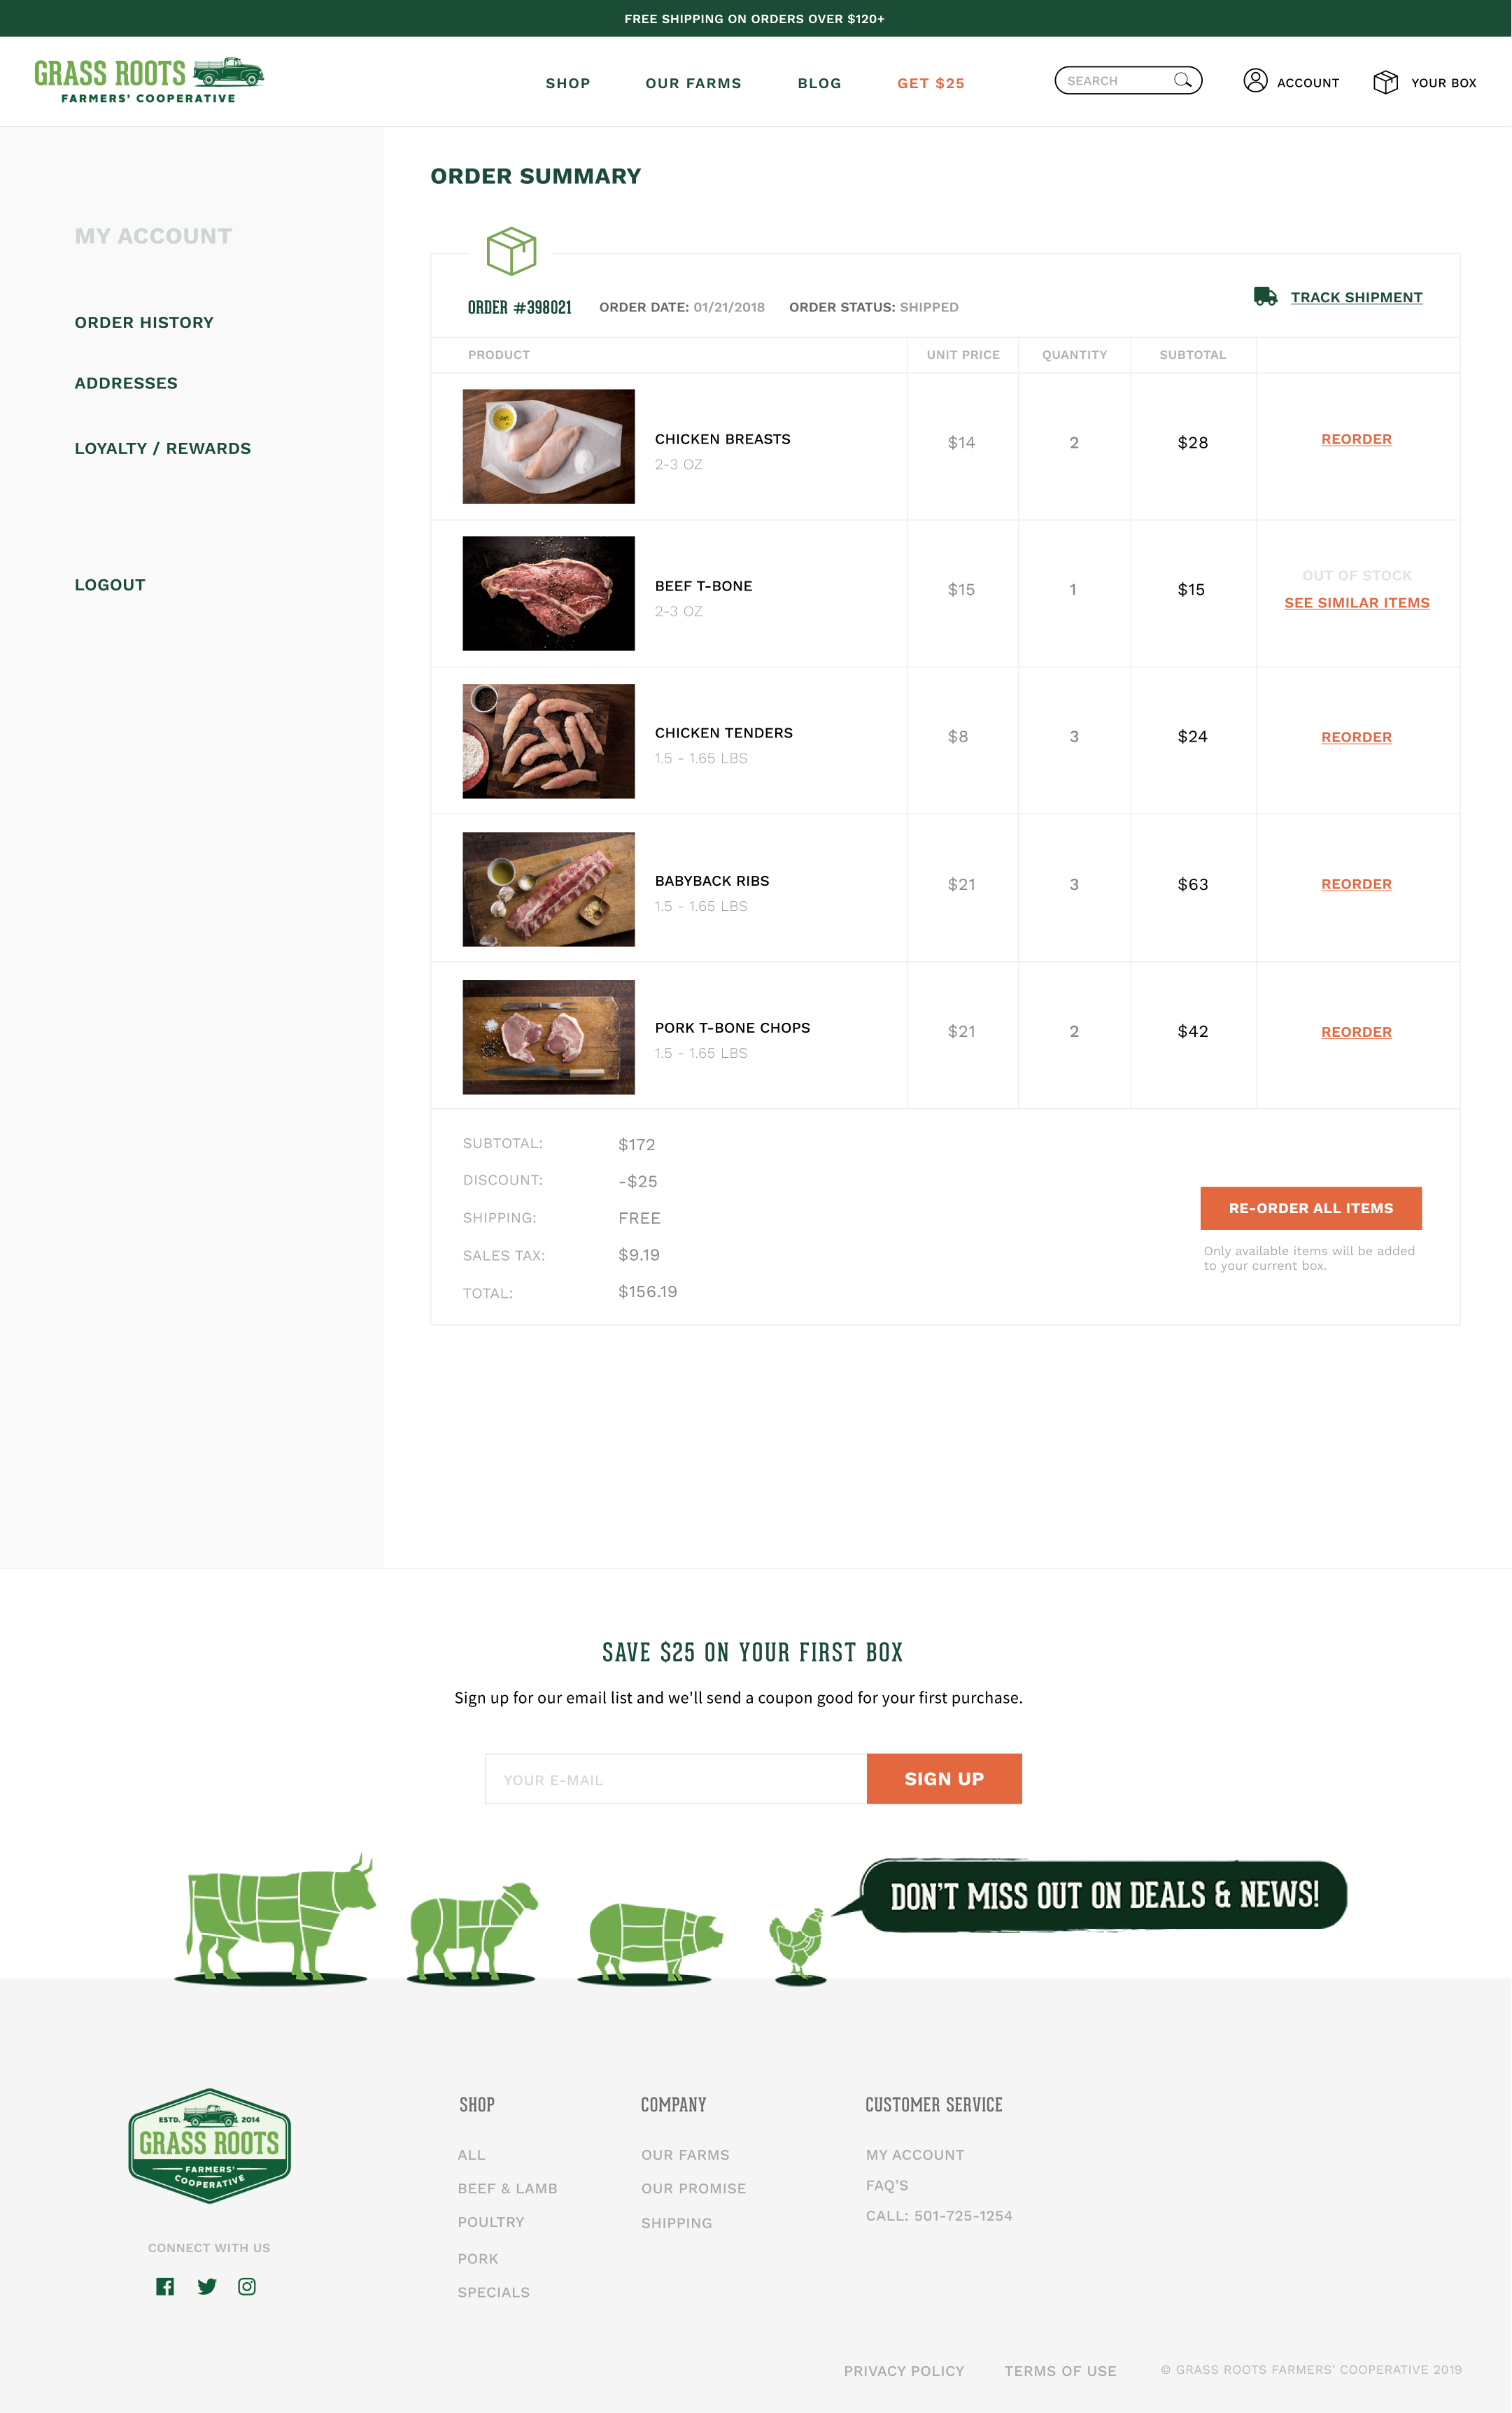 FREE SHIPPING ON ORDERS OVER $120+
GRASS ROOTS
FARMERS' COOPERATIVE
SHOP OUR FARMS BLOG GET $25 SEARCH ACCOUNT YOUR BOX
MY ACCOUNT
ORDER HISTORY
ADDRESSES
LOYALTY / REWARDS
LOGOUT
ORDER SUMMARY
ORDER #398021 ORDER DATE: 01/21/2018 ORDER STATUS: SHIPPED TRACK SHIPMENT
PRODUCT UNIT PRICE QUANTITY SUBTOTAL
CHICKEN BREASTS
2-3 OZ
$14 2 $28 REORDER
BEEF T-BONE
2-3 OZ
$15 1 $15
OUT OF STOCK
SEE SIMILAR ITEMS
CHICKEN TENDERS
1.5 - 1.65 LBS
$8 3 $24 REORDER
BABYBACK RIBS
1.5 - 1.65 LBS
$21 3 $63 REORDER
PORK T-BONE CHOPS
1.5 - 1.65 LBS
$21 2 $42 REORDER
SUBTOTAL: $172
DISCOUNT: -$25
SHIPPING: FREE
SALES TAX: $9.19
TOTAL: $156.19
RE-ORDER ALL ITEMS
Only available items will be added
to your current box.
SAVE $25 ON YOUR FIRST BOX
Sign up for our email list and we'll send a coupon good for your first purchase.
YOUR E-MAIL SIGN UP
DON'T MISS OUT ON DEALS & NEWS!
ESTD. 2014
GRASS ROOTS
FARMERS'
COOPERATIVE
CONNECT WITH US
SHOP
ALL
BEEF & LAMB
POULTRY
PORK
SPECIALS
COMPANY
OUR FARMS
OUR PROMISE
SHIPPING
CUSTOMER SERVICE
MY ACCOUNT
FAQ'S
CALL: 501-725-1254
PRIVACY POLICY TERMS OF USE © GRASS ROOTS FARMERS' COOPERATIVE 2019